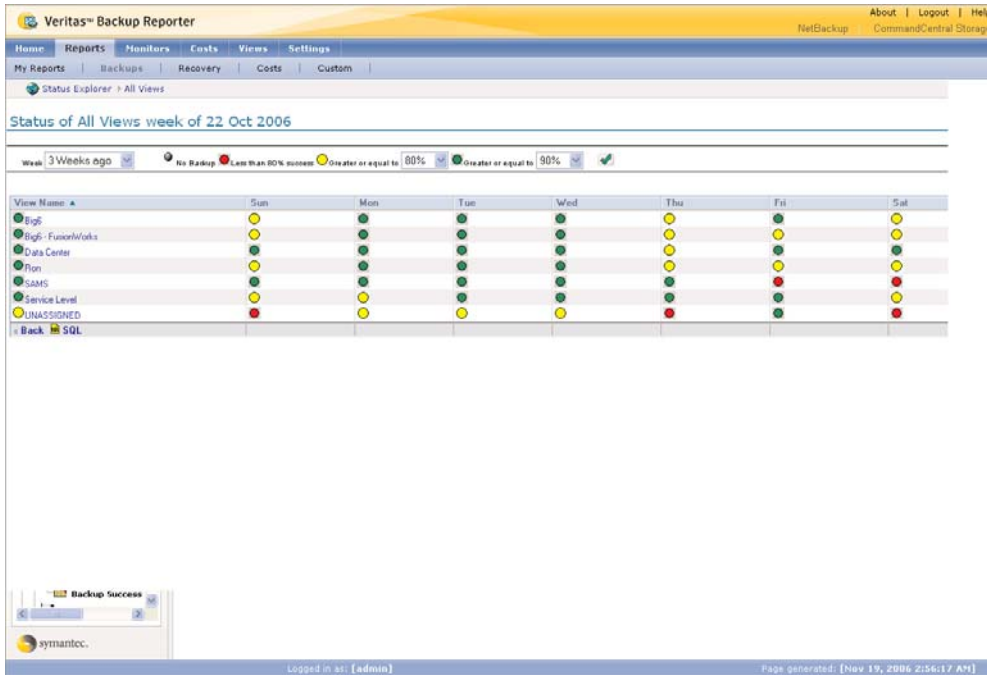 Veritas™ Backup Reporter
About | Logout | Help
NetBackup CommandCentral Storage
Home Reports Monitors Costs Views Settings
My Reports | Backups | Recovery | Costs | Custom |
Status Explorer › All Views
Status of All Views week of 22 Oct 2006
Week 3 Weeks ago No Backup Less than 80% success Greater or equal to 80% Greater or equal to 90%
View Name Sun Mon Tue Wed Thu Fri Sat
Big6
Big6 - FusionWorks
Data Center
Ron
SAMS
Service Level
UNASSIGNED
‹ Back SQL
Backup Success
symantec.
Logged in as: [admin]
Page generated: [Nov 19, 2006 2:56:17 AM]